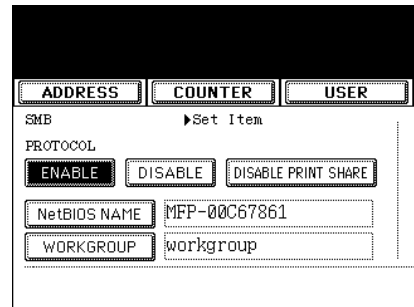 ADDRESS COUNTER USER
SMB ▶Set Item
PROTOCOL
ENABLE DISABLE DISABLE PRINT SHARE
NetBIOS NAME MFP-00C67861
WORKGROUP workgroup